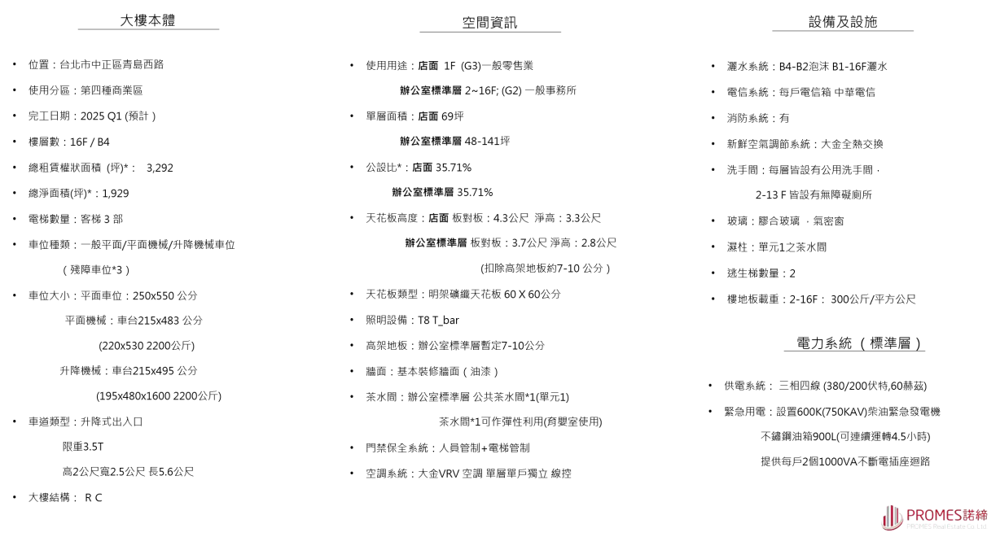 大樓本體
• 位置：台北市中正區青島西路
• 使用分區：第四種商業區
• 完工日期：2025 Q1 (預計 )
• 樓層數：16F / B4
• 總租賃權狀面積 (坪)*： 3,292
• 總淨面積(坪)*：1,929
• 電梯數量：客梯 3 部
• 車位種類：一般平面/平面機械/升降機械車位
( 殘障車位*3 )
• 車位大小：平面車位：250x550 公分
平面機械：車台215x483 公分
(220x530 2200公斤)
升降機械：車台215x495 公分
(195x480x1600 2200公斤)
• 車道類型：升降式出入口
限重3.5T
高2公尺寬2.5公尺 長5.6公尺
• 大樓結構： R C
空間資訊
• 使用用途：店面 1F (G3)一般零售業
辦公室標準層 2~16F; (G2) 一般事務所
• 單層面積：店面 69坪
辦公室標準層 48-141坪
• 公設比*：店面 35.71%
辦公室標準層 35.71%
• 天花板高度：店面 板對板：4.3公尺 淨高：3.3公尺
辦公室標準層 板對板：3.7公尺 淨高：2.8公尺
(扣除高架地板約7-10 公分 )
• 天花板類型：明架礦纖天花板 60 X 60公分
• 照明設備：T8 T_bar
• 高架地板：辦公室標準層暫定7-10公分
• 牆面：基本裝修牆面 ( 油漆 )
• 茶水間：辦公室標準層 公共茶水間*1(單元1)
茶水間*1可作彈性利用(育嬰室使用)
• 門禁保全系統：人員管制+電梯管制
• 空調系統：大金VRV 空調 單層單戶獨立 線控
設備及設施
• 灑水系統：B4-B2泡沫 B1-16F灑水
• 電信系統：每戶電信箱 中華電信
• 消防系統：有
• 新鮮空氣調節系統：大金全熱交換
• 洗手間：每層皆設有公用洗手間，
2-13 F 皆設有無障礙廁所
• 玻璃：膠合玻璃 ，氣密窗
• 濕柱：單元1之茶水間
• 逃生梯數量：2
• 樓地板載重：2-16F： 300公斤/平方公尺
電力系統 ( 標準層 )
• 供電系統： 三相四線 (380/200伏特,60赫茲)
• 緊急用電：設置600K(750KAV)柴油緊急發電機
不鏽鋼油箱900L(可連續運轉4.5小時)
提供每戶2個1000VA不斷電插座迴路
PROMES諾締
PROMES Real Estate Co Ltd.